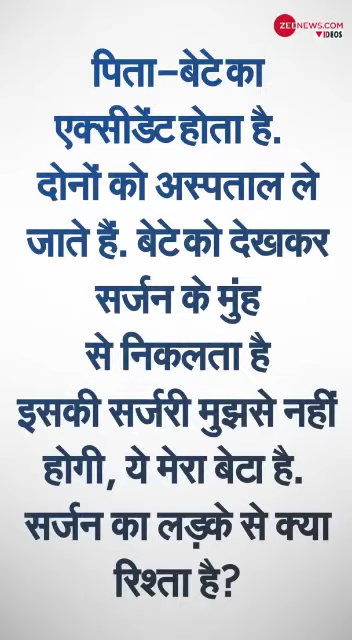 ZEENEWS.COM
VIDEOS
पिता-बेटे का
एक्सीडेंट होता है.
दोनों को अस्पताल ले
जाते हैं. बेटे को देखकर
सर्जन के मुंह
से निकलता है
इसकी सर्जरी मुझसे नहीं
होगी, ये मेरा बेटा है.
सर्जन का लड़के से क्या
रिश्ता है?